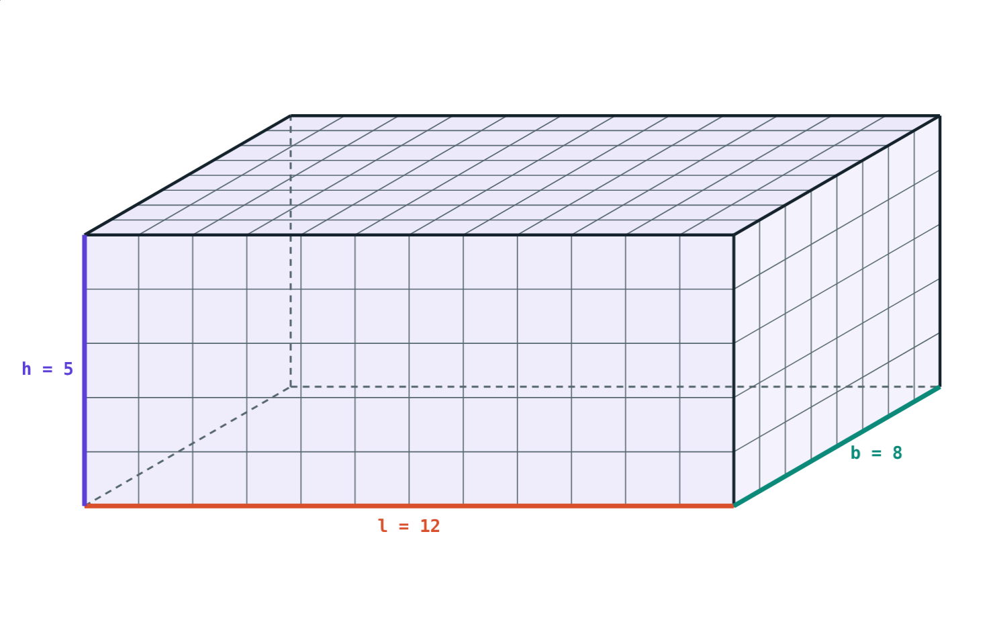 h = 5
b = 8
l = 12